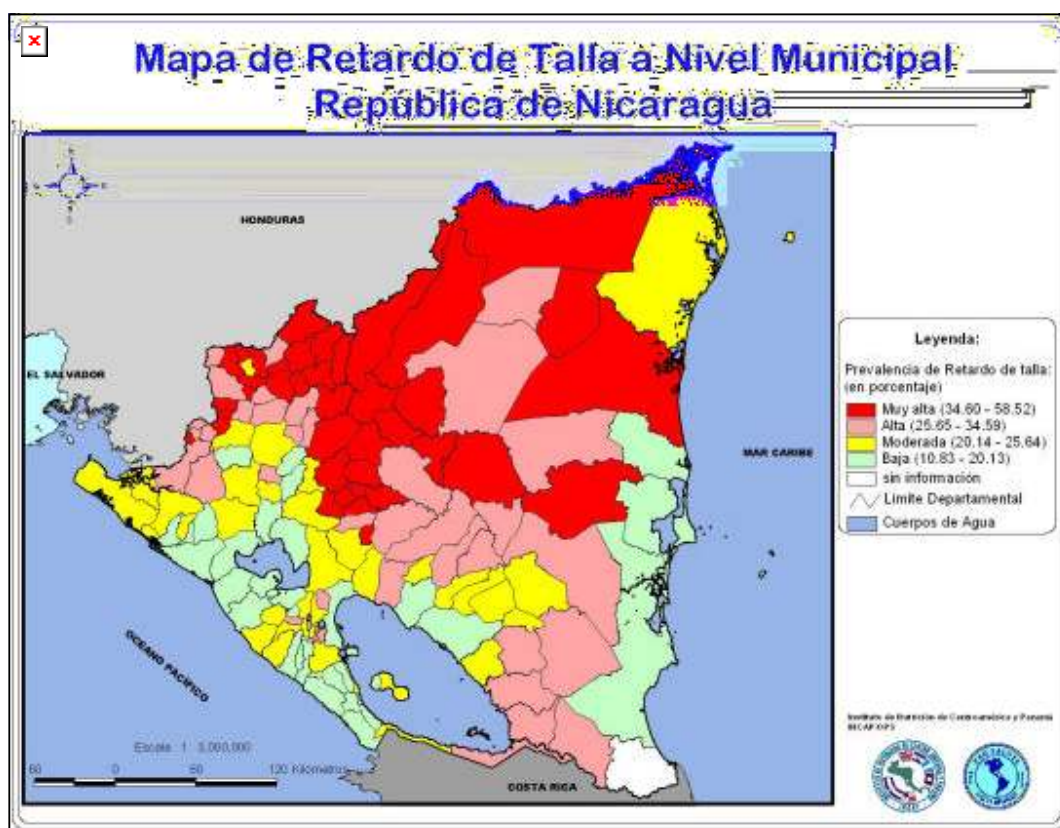 Mapa de Retardo de Talla a Nivel Municipal
República de Nicaragua
HONDURAS
EL SALVADOR
MAR CARIBE
OCEANO PACIFICO
COSTA RICA
Escala 1 : 3,000,000
60 0 60 120 Kilometros
Leyenda:
Prevalencia de Retardo de talla:
(en porcentaje)
Muy alta (34.60 - 58.52)
Alta (25.65 - 34.59)
Moderada (20.14 - 25.64)
Baja (10.83 - 20.13)
sin información
Limite Departamental
Cuerpos de Agua
Instituto de Nutrición de Centroamérica y Panamá
INCAP/OPS